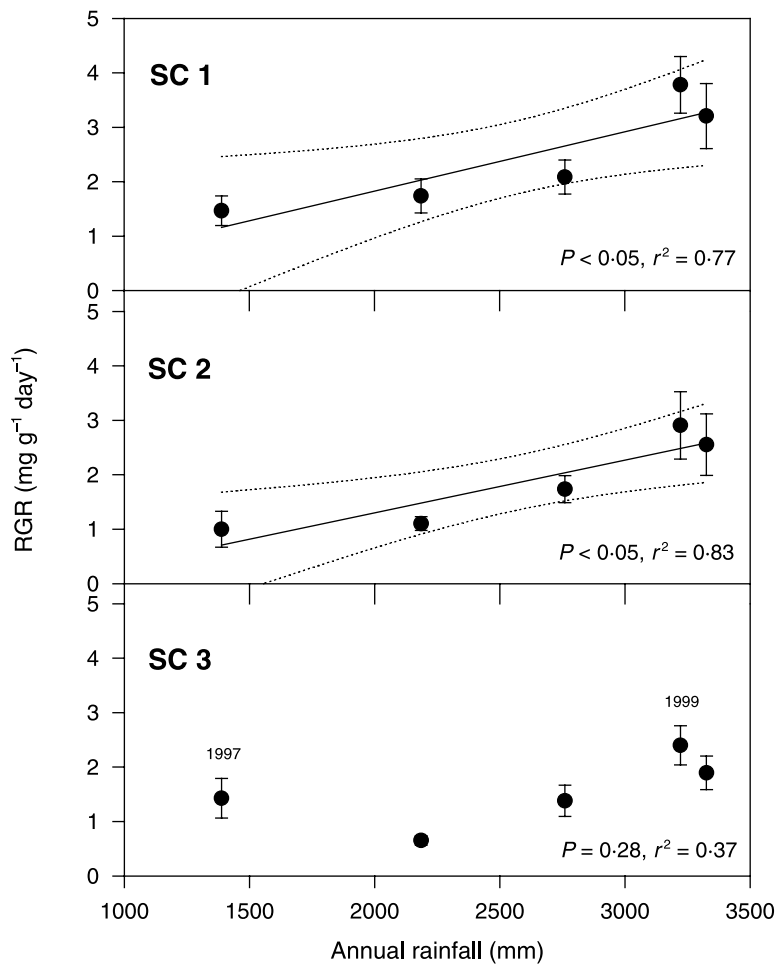 5
SC 1
4
3
2
1
P < 0·05, r² = 0·77
0
5
SC 2
4
3
2
1
P < 0·05, r² = 0·83
0
5
SC 3
4
3
1999
1997
2
1
P = 0·28, r² = 0·37
0
1000 1500 2000 2500 3000 3500
Annual rainfall (mm)
RGR (mg g⁻¹ day⁻¹)